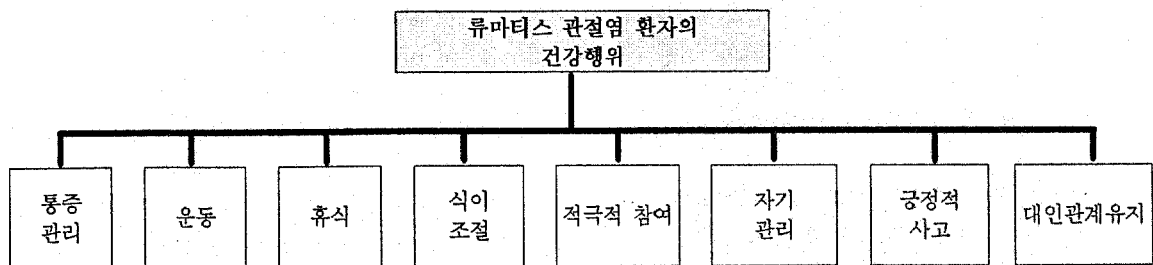 류마티스 관절염 환자의
건강행위
통증
관리
운동
휴식
식이
조절
적극적 참여
자기
관리
긍정적
사고
대인관계유지